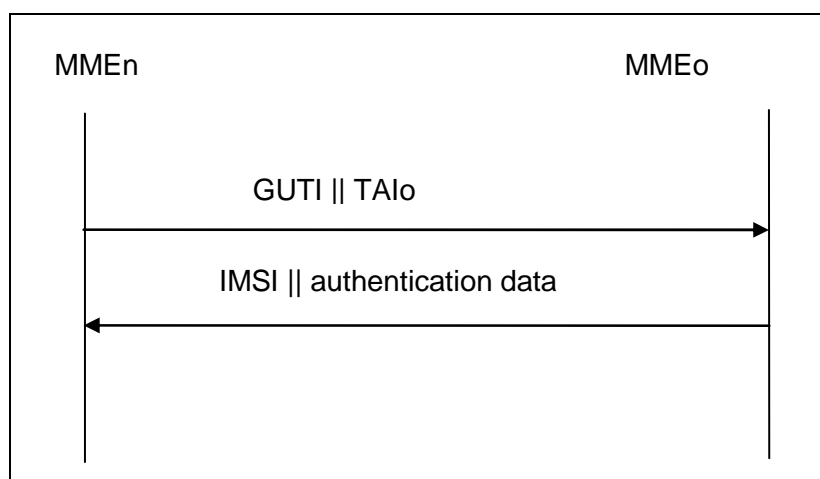 MMEn
MMEo
GUTI || TAIo
IMSI || authentication data